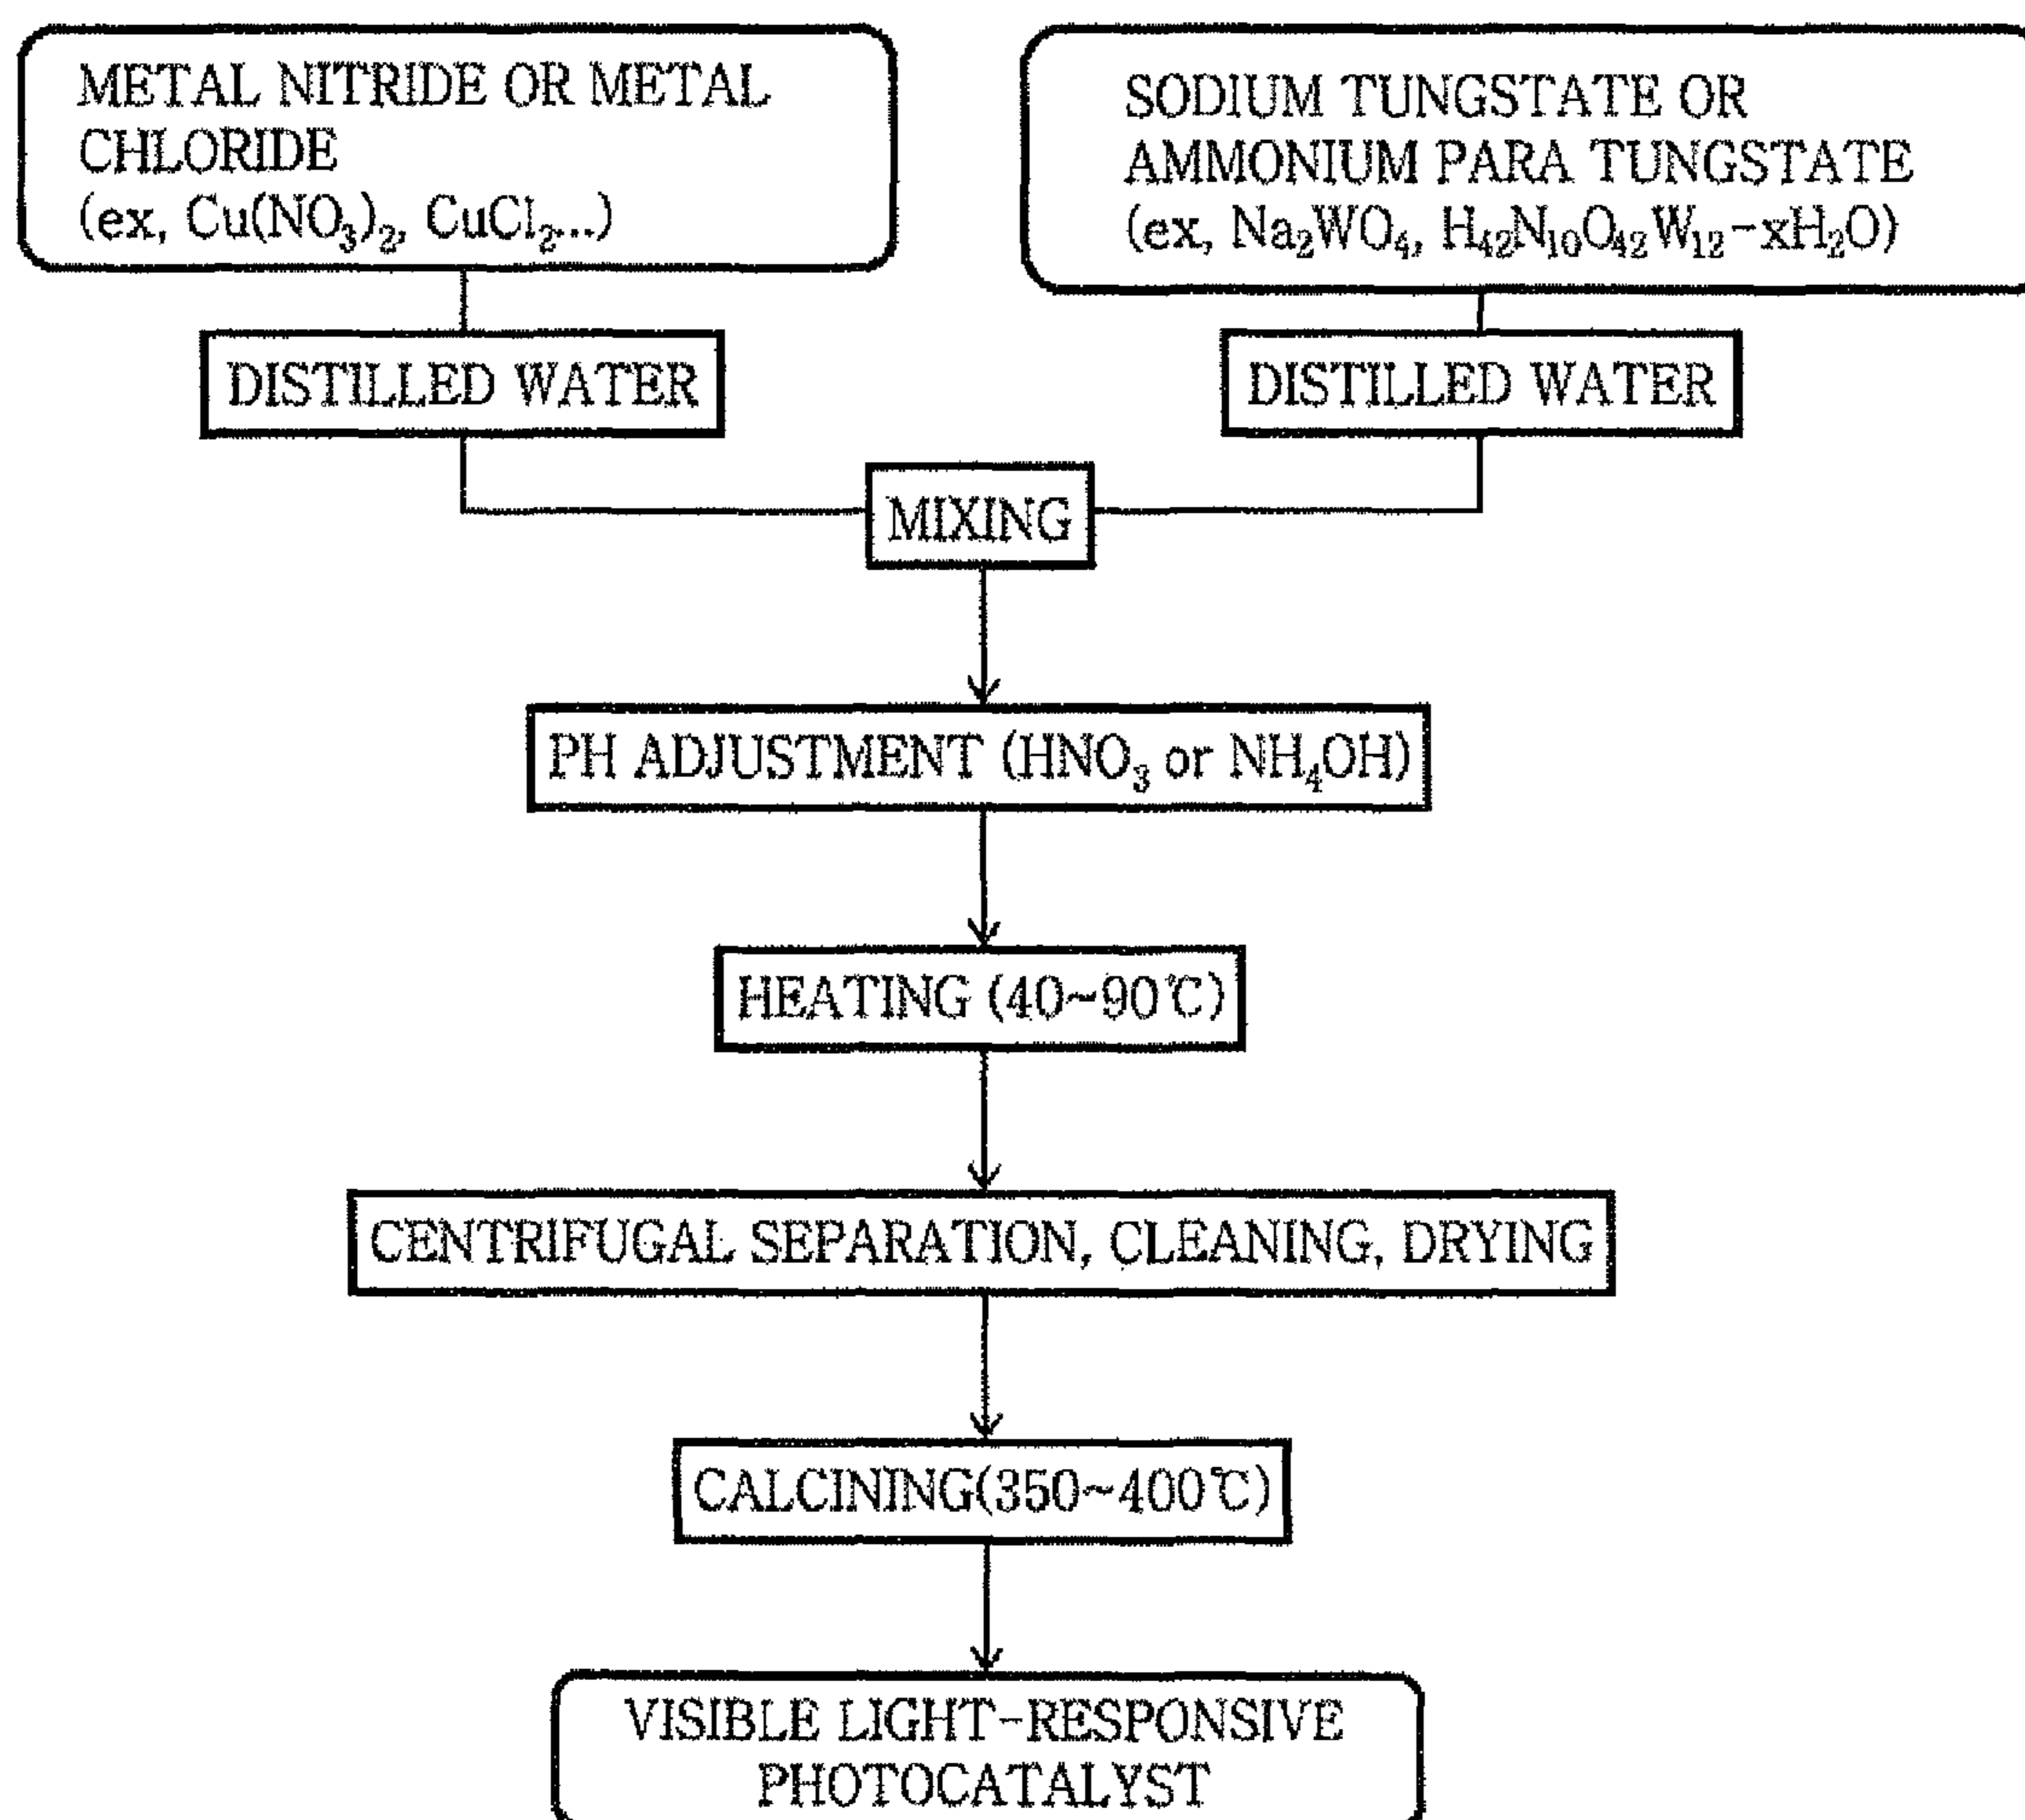 METAL NITRIDE OR METAL
CHLORIDE
(ex, Cu(NO₃)₂, CuCl₂...)
SODIUM TUNGSTATE OR
AMMONIUM PARA TUNGSTATE
(ex, Na₂WO₄, H₄₂N₁₀O₄₂W₁₂-xH₂O)
DISTILLED WATER
DISTILLED WATER
MIXING
PH ADJUSTMENT (HNO₃ or NH₄OH)
HEATING (40~90℃)
CENTRIFUGAL SEPARATION, CLEANING, DRYING
CALCINING(350~400℃)
VISIBLE LIGHT-RESPONSIVE
PHOTOCATALYST